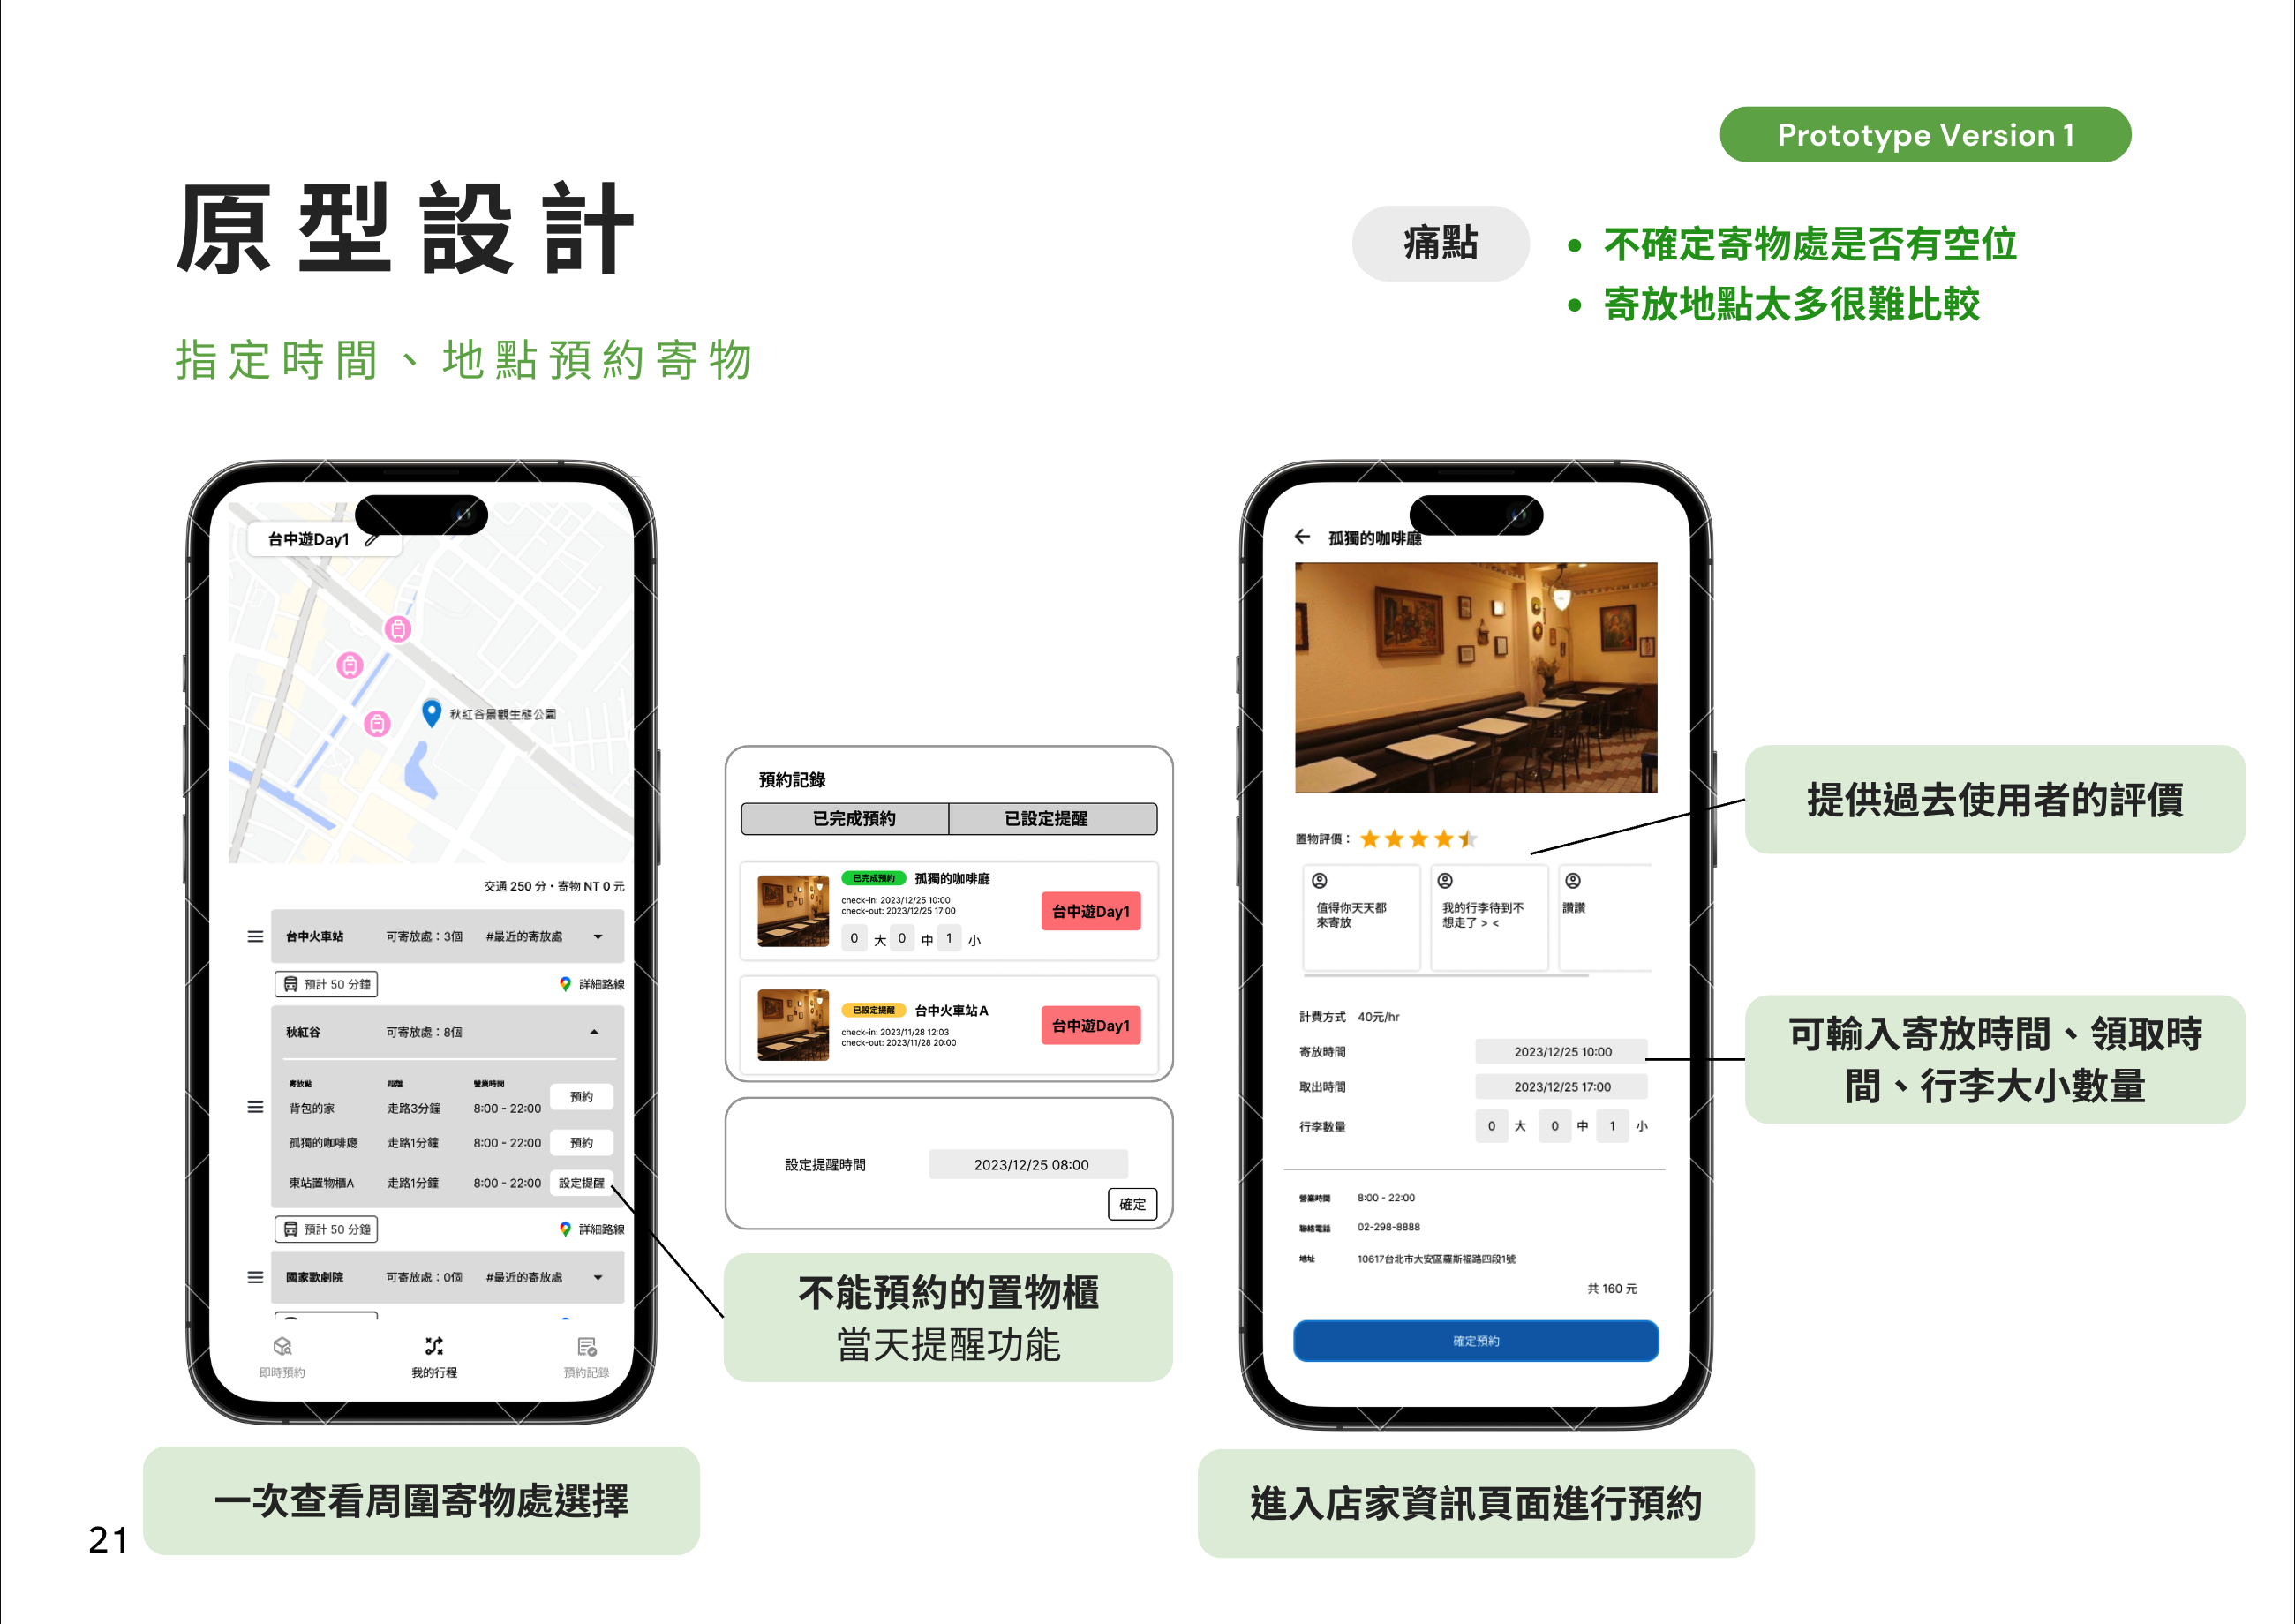 Prototype Version 1
原型設計
痛點
• 不確定寄物處是否有空位
• 寄放地點太多很難比較
指定時間、地點預約寄物
台中遊Day1
秋紅谷景觀生態公園
交通 250 分・寄物 NT 0 元
台中火車站 可寄放處：3個 #最近的寄放處
預計 50 分鐘 詳細路線
秋紅谷 可寄放處：8個
寄放點 距離 營業時間
背包的家 走路3分鐘 8:00 - 22:00 預約
孤獨的咖啡廳 走路1分鐘 8:00 - 22:00 預約
東站置物櫃A 走路1分鐘 8:00 - 22:00 設定提醒
預計 50 分鐘 詳細路線
國家歌劇院 可寄放處：0個 #最近的寄放處
即時預約 我的行程 預約記錄
一次查看周圍寄物處選擇
預約記錄
已完成預約 已設定提醒
已完成預約 孤獨的咖啡廳
check-in: 2023/12/25 10:00
check-out: 2023/12/25 17:00
0 大 0 中 1 小
台中遊Day1
已設定提醒 台中火車站A
check-in: 2023/11/28 12:03
check-out: 2023/11/28 20:00
台中遊Day1
設定提醒時間 2023/12/25 08:00
確定
不能預約的置物櫃
當天提醒功能
孤獨的咖啡廳
置物評價：
值得你天天都
來寄放
我的行李待到不
想走了 > <
讚讚
計費方式 40元/hr
寄放時間 2023/12/25 10:00
取出時間 2023/12/25 17:00
行李數量 0 大 0 中 1 小
營業時間 8:00 - 22:00
聯絡電話 02-298-8888
地址 10617台北市大安區羅斯福路四段1號
共 160 元
確定預約
提供過去使用者的評價
可輸入寄放時間、領取時
間、行李大小數量
進入店家資訊頁面進行預約
21